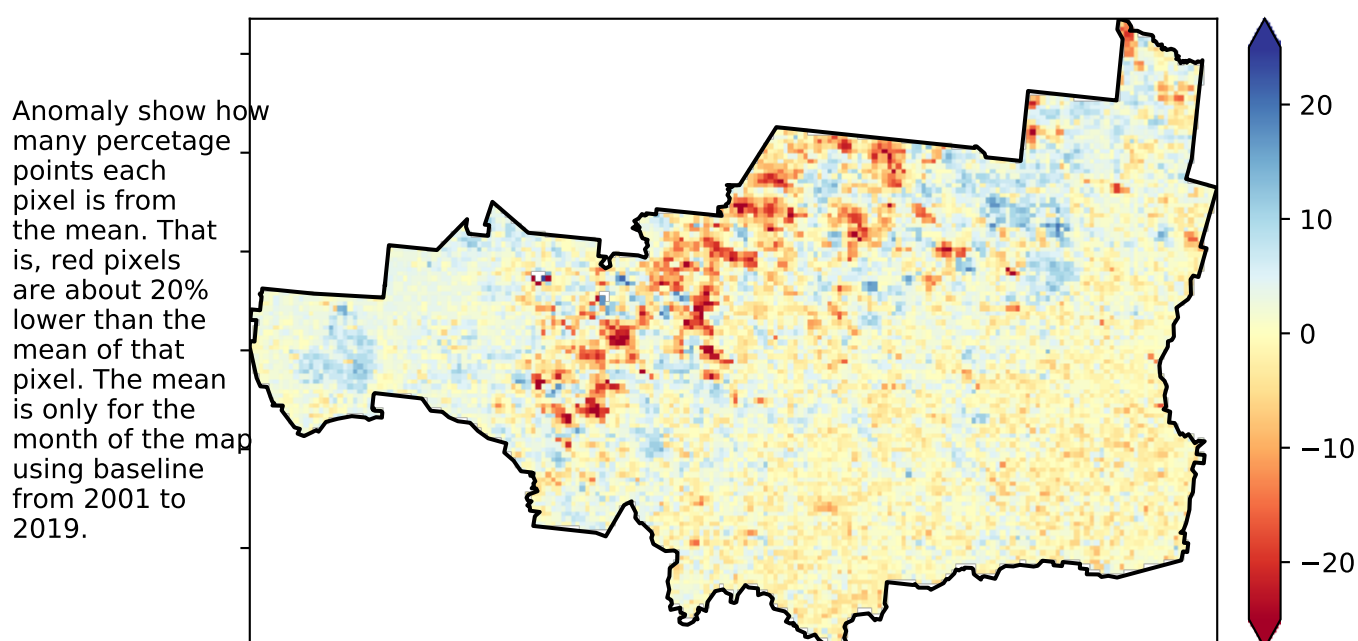 Anomaly show how
many percetage
points each
pixel is from
the mean. That
is, red pixels
are about 20%
lower than the
mean of that
pixel. The mean
is only for the
month of the map
using baseline
from 2001 to
2019.
20
10
0
−10
−20